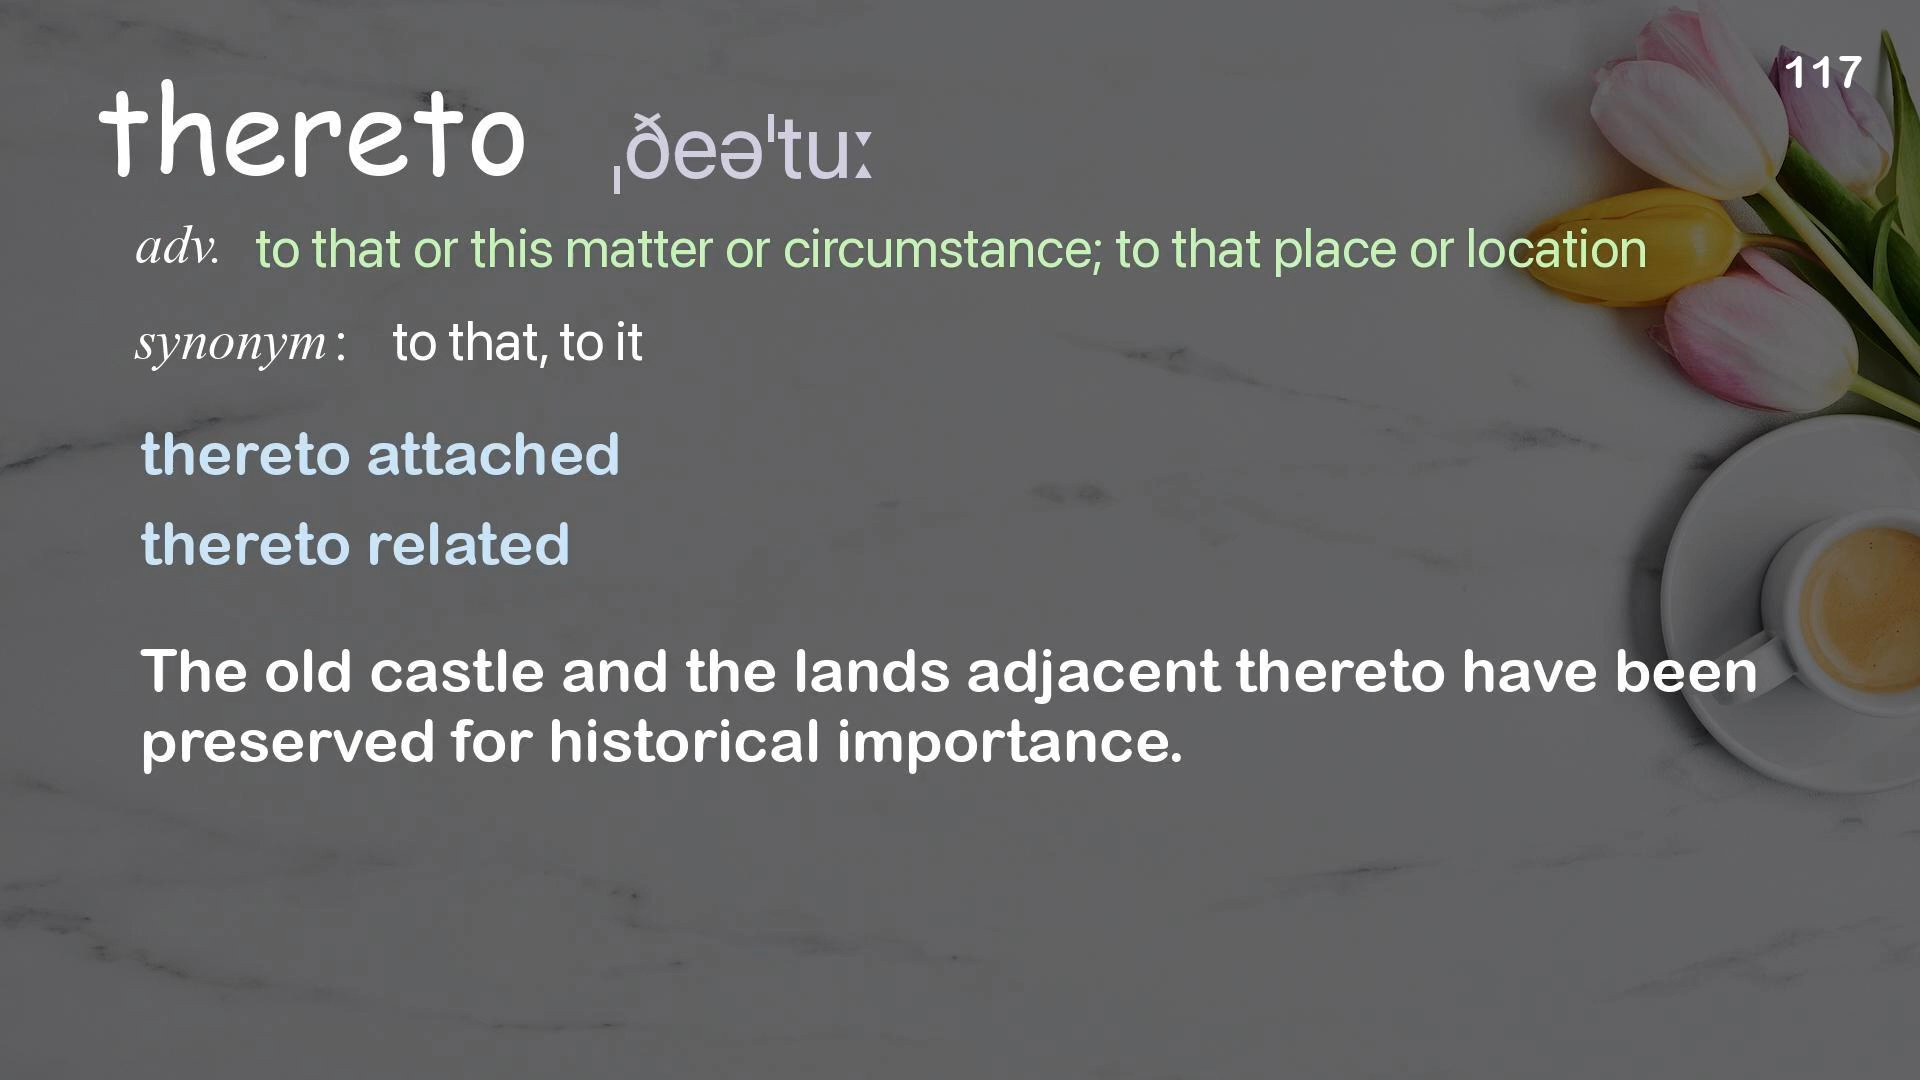 117
thereto ˌðeəˈtuː
adv. to that or this matter or circumstance; to that place or location
synonym: to that, to it
thereto attached
thereto related
The old castle and the lands adjacent thereto have been
preserved for historical importance.